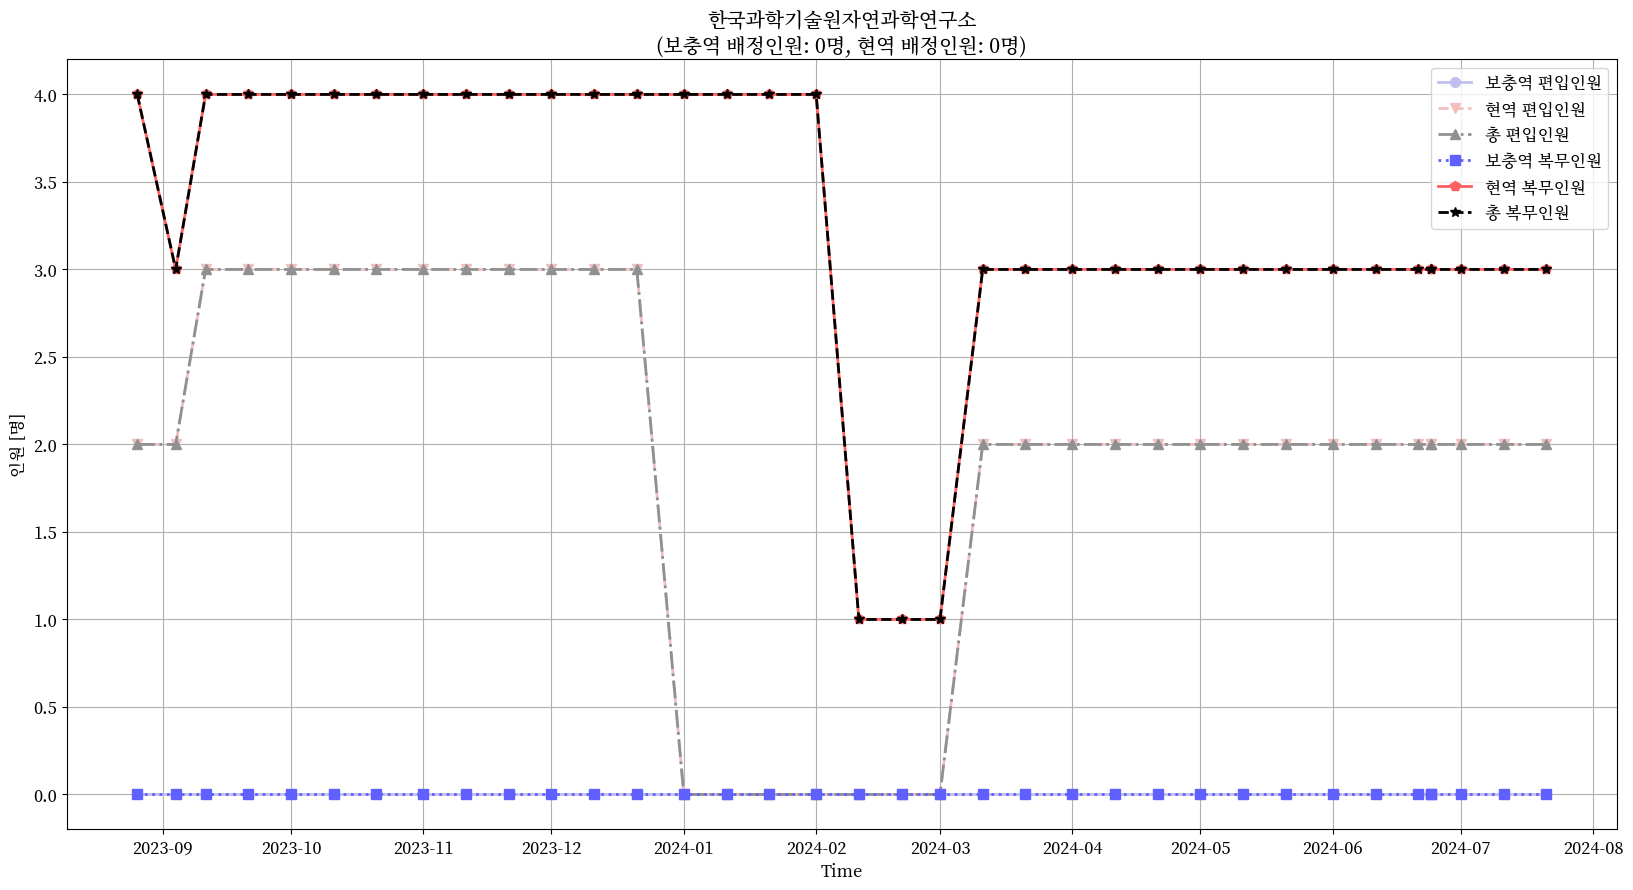 한국과학기술원자연과학연구소
(보충역 배정인원: 0명, 현역 배정인원: 0명)
보충역 편입인원
현역 편입인원
총 편입인원
보충역 복무인원
현역 복무인원
총 복무인원
4.0
3.5
3.0
2.5
2.0
1.5
1.0
0.5
0.0
인원 [명]
2023-09 2023-10 2023-11 2023-12 2024-01 2024-02 2024-03 2024-04 2024-05 2024-06 2024-07 2024-08
Time